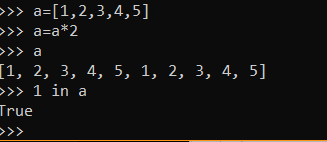 >>> a=[1,2,3,4,5]
>>> a=a*2
>>> a
[1, 2, 3, 4, 5, 1, 2, 3, 4, 5]
>>> 1 in a
True
>>>